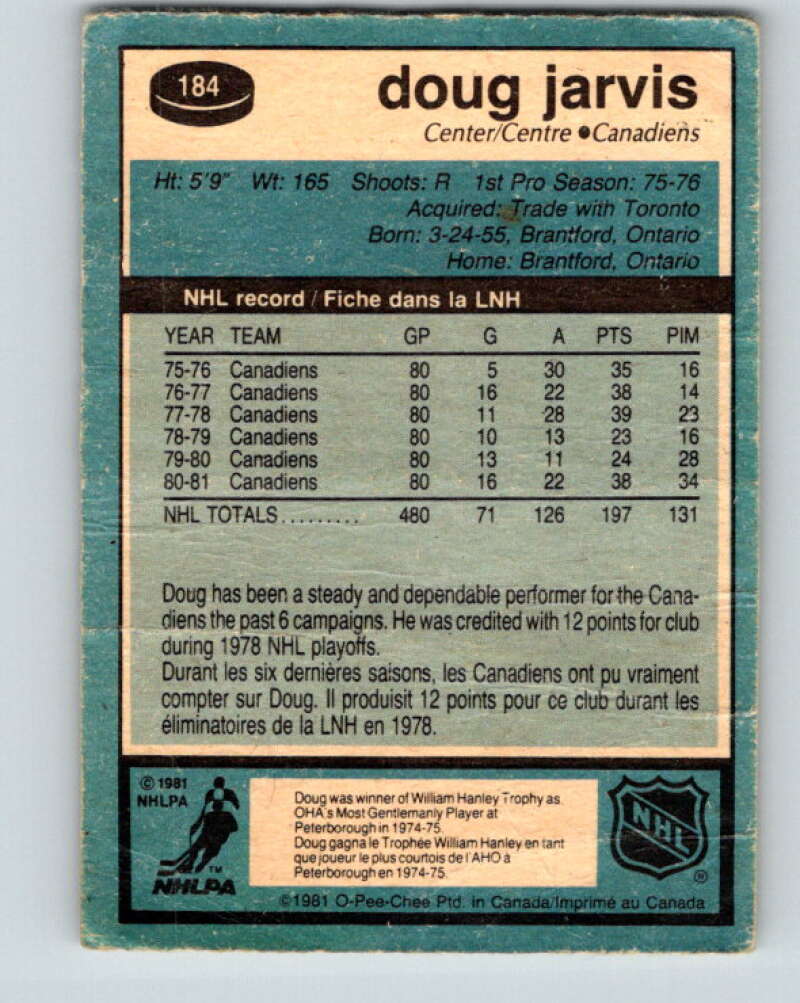 184
doug jarvis
Center/Centre ●Canadiens
Ht: 5'9" Wt: 165 Shoots: R 1st Pro Season: 75-76
Acquired: Trade with Toronto
Born: 3-24-55, Brantford, Ontario
Home: Brantford, Ontario
NHL record / Fiche dans la LNH
YEAR TEAM GP G A PTS PIM
75-76 Canadiens 80 5 30 35 16
76-77 Canadiens 80 16 22 38 14
77-78 Canadiens 80 11 28 39 23
78-79 Canadiens 80 10 13 23 16
79-80 Canadiens 80 13 11 24 28
80-81 Canadiens 80 16 22 38 34
NHL TOTALS......... 480 71 126 197 131
Doug has been a steady and dependable performer for the Cana-
diens the past 6 campaigns. He was credited with 12 points for club
during 1978 NHL playoffs.
Durant les six dernières saisons, les Canadiens ont pu vraiment
compter sur Doug. Il produisit 12 points pour ce club durant les
éliminatoires de la LNH en 1978.
© 1981
NHLPA
TM
NHLPA
Doug was winner of William Hanley Trophy as
OHA's Most Gentlemanly Player at
Peterborough in 1974-75.
Doug gagna le Trophée William Hanley en tant
que joueur le plus courtois de l'AHO à
Peterborough en 1974-75.
NHL
®
©1981 O-Pee-Chee Ptd. in Canada/Imprimé au Canada